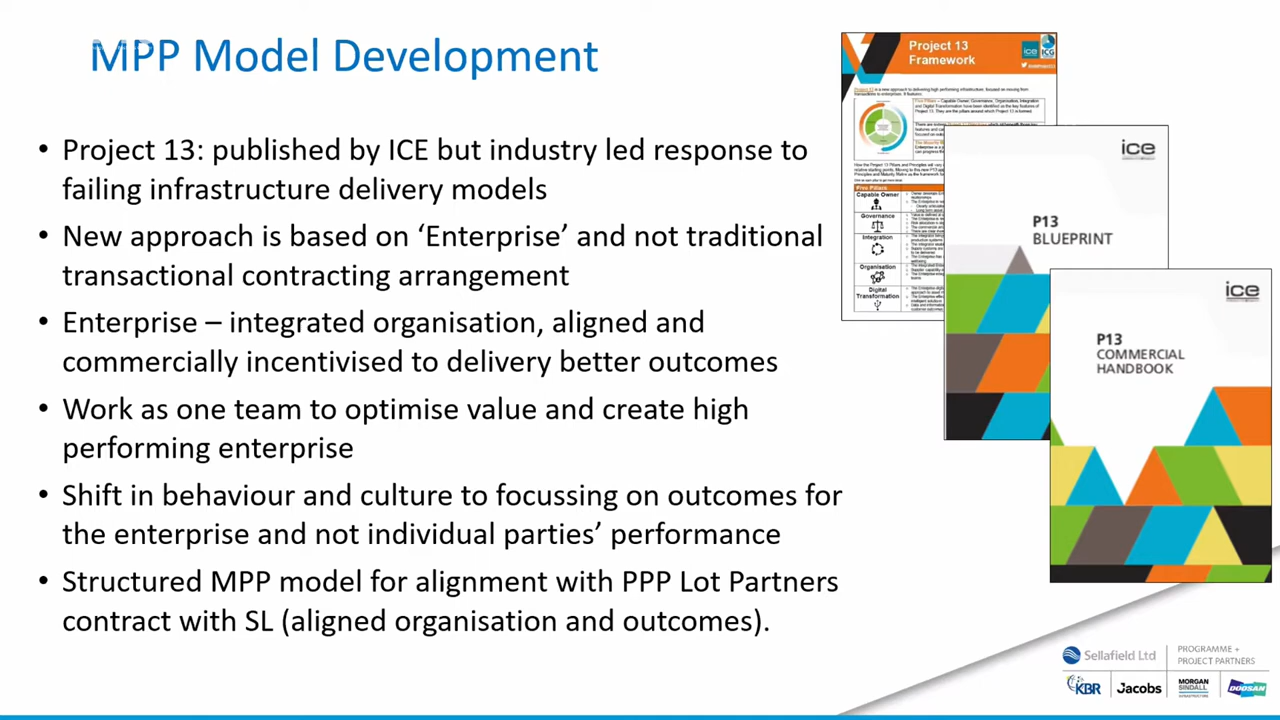 MPP Model Development
• Project 13: published by ICE but industry led response to
failing infrastructure delivery models
• New approach is based on ‘Enterprise’ and not traditional
transactional contracting arrangement
• Enterprise – integrated organisation, aligned and
commercially incentivised to delivery better outcomes
• Work as one team to optimise value and create high
performing enterprise
• Shift in behaviour and culture to focussing on outcomes for
the enterprise and not individual parties’ performance
• Structured MPP model for alignment with PPP Lot Partners
contract with SL (aligned organisation and outcomes).
Project 13
Framework
ice
ICG
Five Pillars
Capable Owner
Governance
Integration
Organisation
Digital
Transformation
ice
P13
BLUEPRINT
ice
P13
COMMERCIAL
HANDBOOK
Sellafield Ltd
PROGRAMME +
PROJECT PARTNERS
KBR
Jacobs
MORGAN
SINDALL
INFRASTRUCTURE
DOOSAN